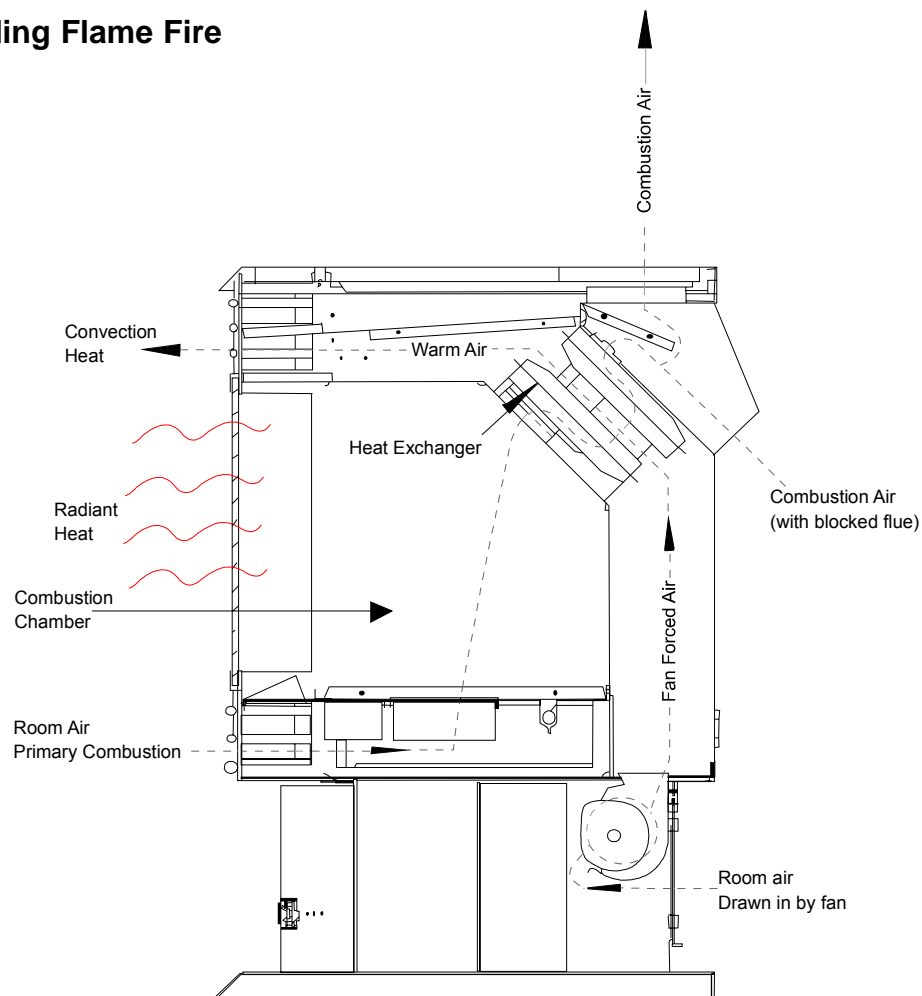 ling Flame Fire
Combustion Air
Convection
Heat
Warm Air
Heat Exchanger
Radiant
Heat
Combustion Air
(with blocked flue)
Combustion
Chamber
Fan Forced Air
Room Air
Primary Combustion
Room air
Drawn in by fan